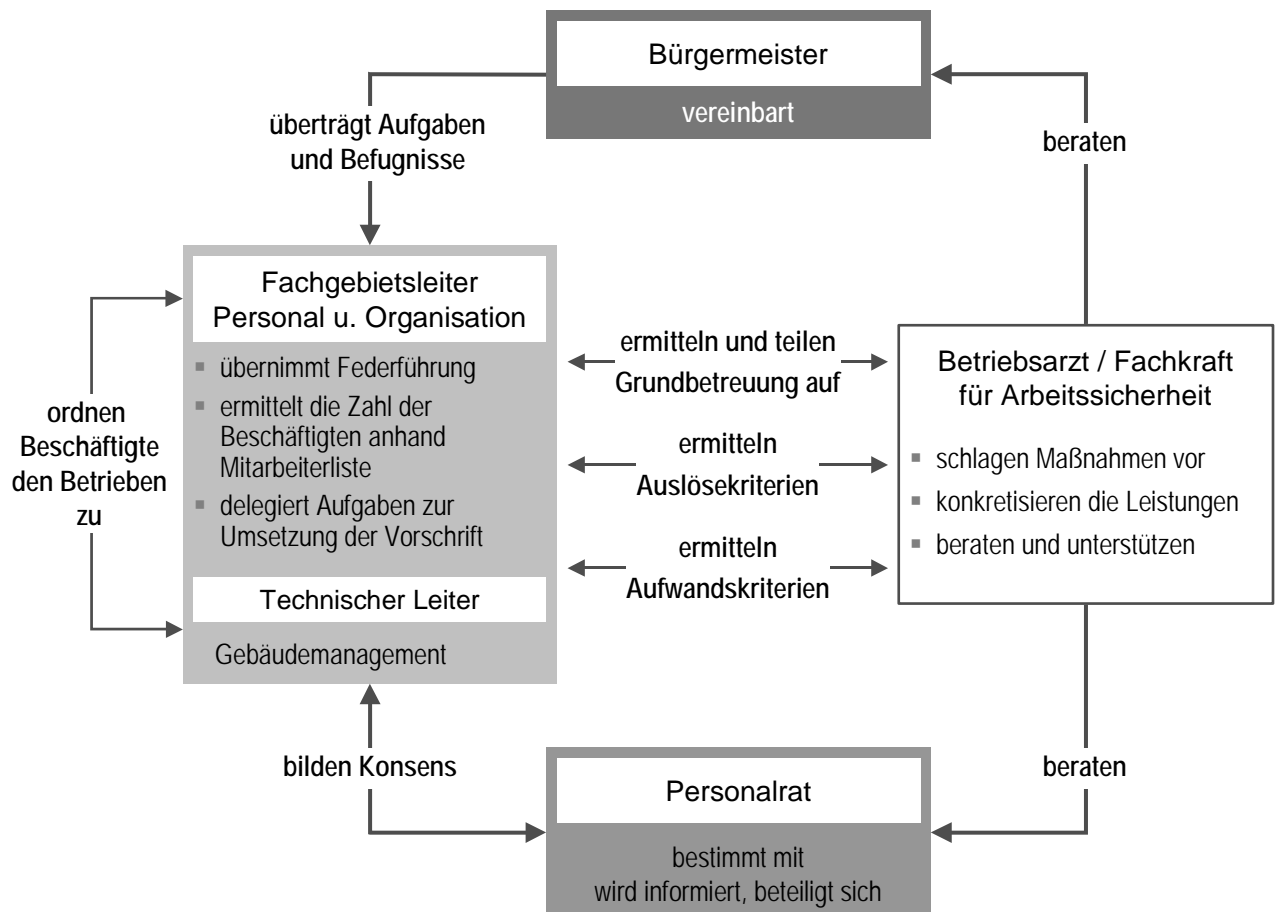 Bürgermeister
vereinbart
überträgt Aufgaben
und Befugnisse
beraten
Fachgebietsleiter
Personal u. Organisation
▪ übernimmt Federführung
▪ ermittelt die Zahl der
Beschäftigten anhand
Mitarbeiterliste
▪ delegiert Aufgaben zur
Umsetzung der Vorschrift
Technischer Leiter
Gebäudemanagement
ordnen
Beschäftigte
den Betrieben
zu
ermitteln und teilen
Grundbetreuung auf
ermitteln
Auslösekriterien
ermitteln
Aufwandskriterien
Betriebsarzt / Fachkraft
für Arbeitssicherheit
▪ schlagen Maßnahmen vor
▪ konkretisieren die Leistungen
▪ beraten und unterstützen
bilden Konsens
beraten
Personalrat
bestimmt mit
wird informiert, beteiligt sich